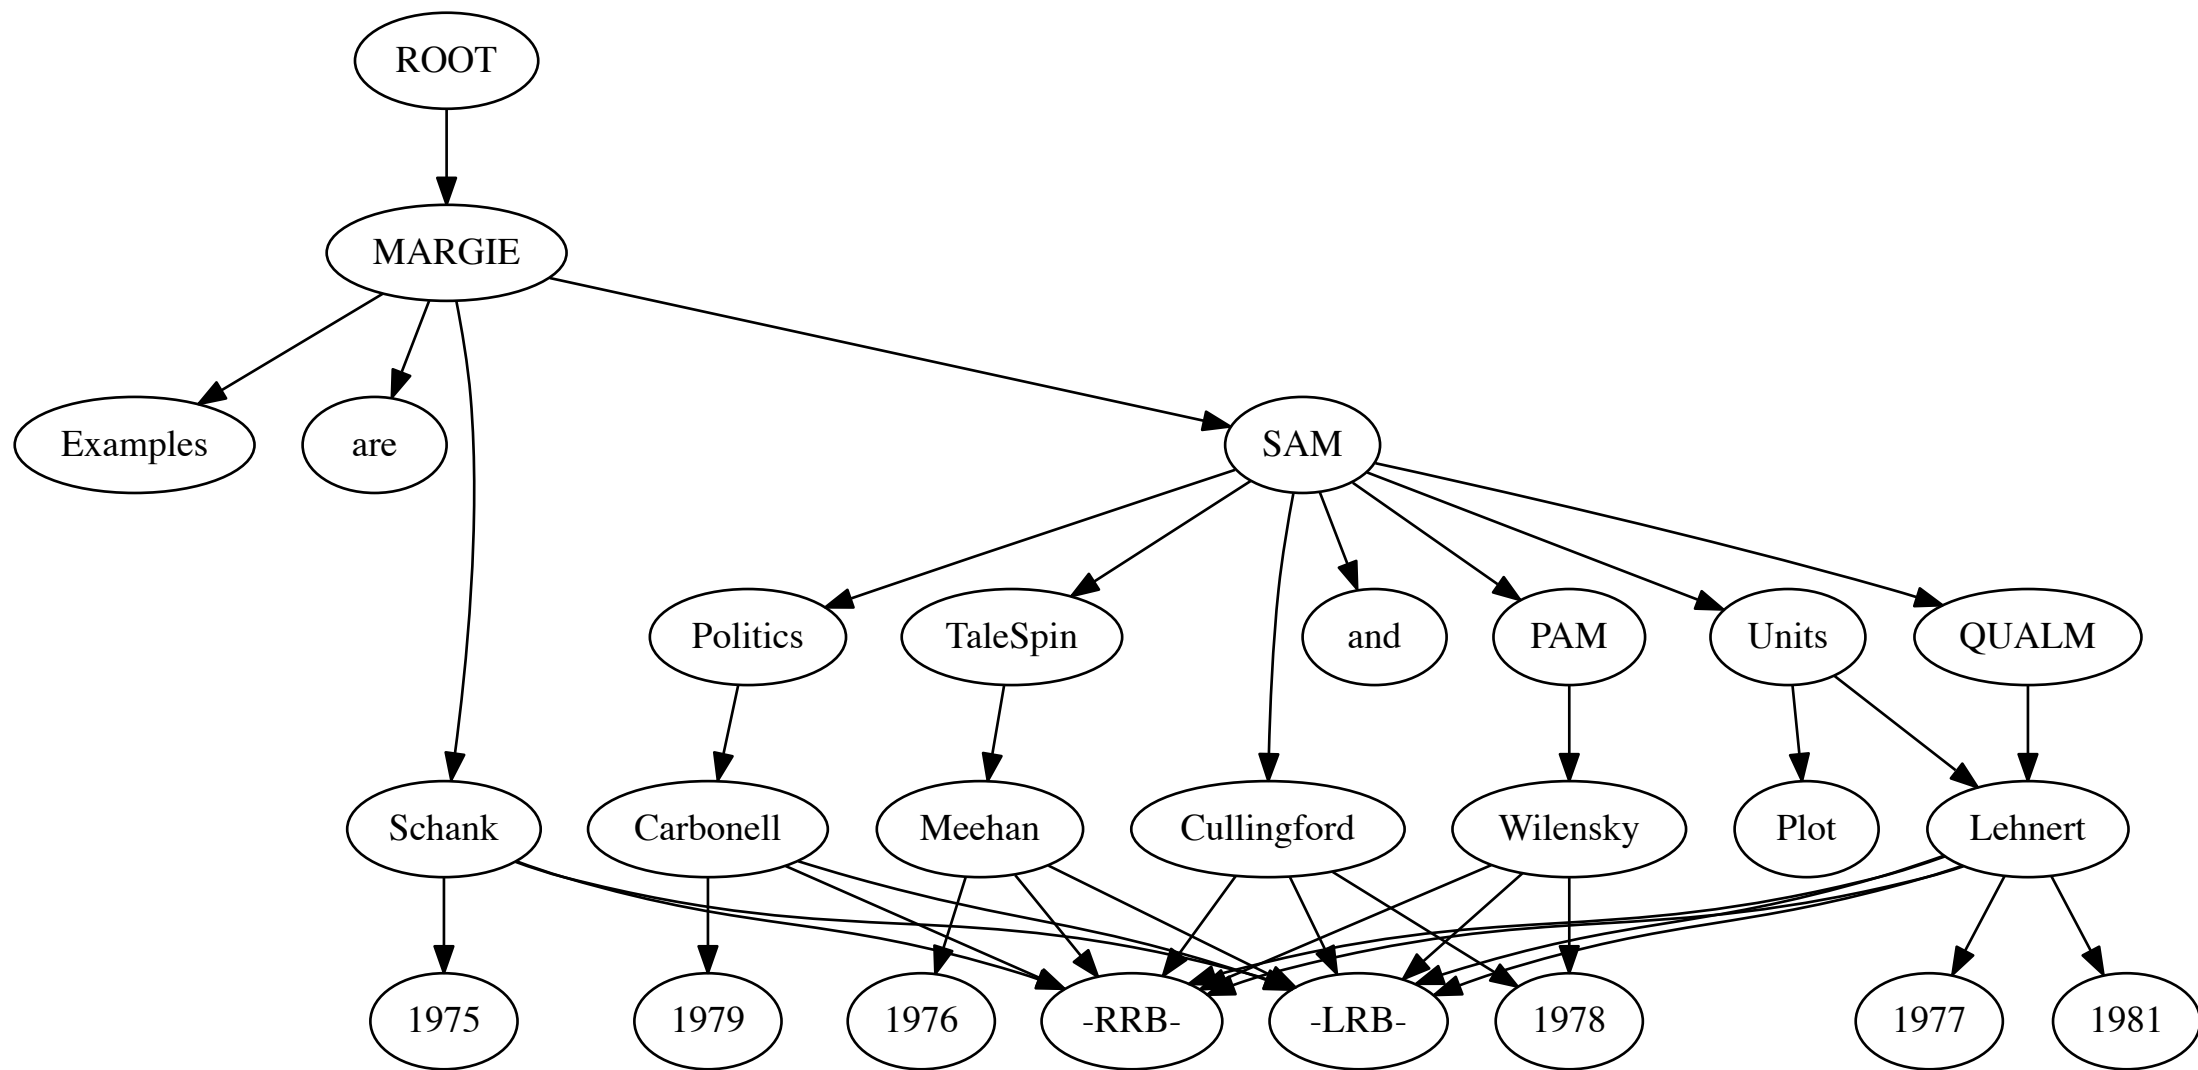 ROOT
MARGIE
Examples are SAM
Politics TaleSpin and PAM Units QUALM
Schank Carbonell Meehan Cullingford Wilensky Plot Lehnert
1975 1979 1976 -RRB- -LRB- 1978 1977 1981